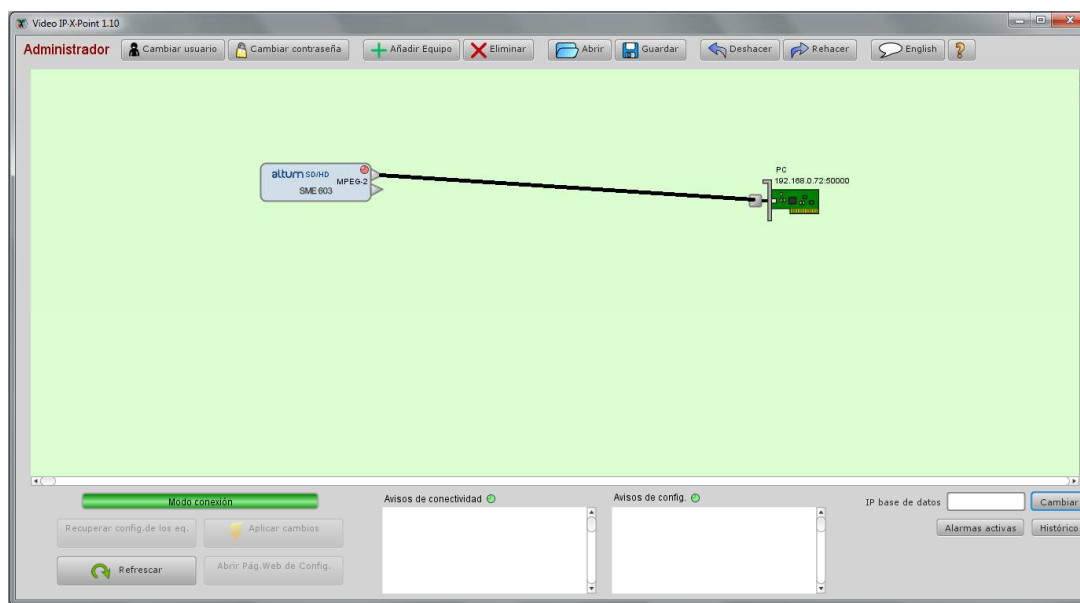 Video IP-X-Point 1.10
Administrador Cambiar usuario Cambiar contraseña Añadir Equipo Eliminar Abrir Guardar Deshacer Rehacer English
altum SD/HD
MPEG-2
SME 603
PC
192.168.0.72:50000
Modo conexión Avisos de conectividad Avisos de config. IP base de datos Cambiar
Recuperar config.de los eq. Aplicar cambios Alarmas activas Histórico
Refrescar Abrir Pág.Web de Config.